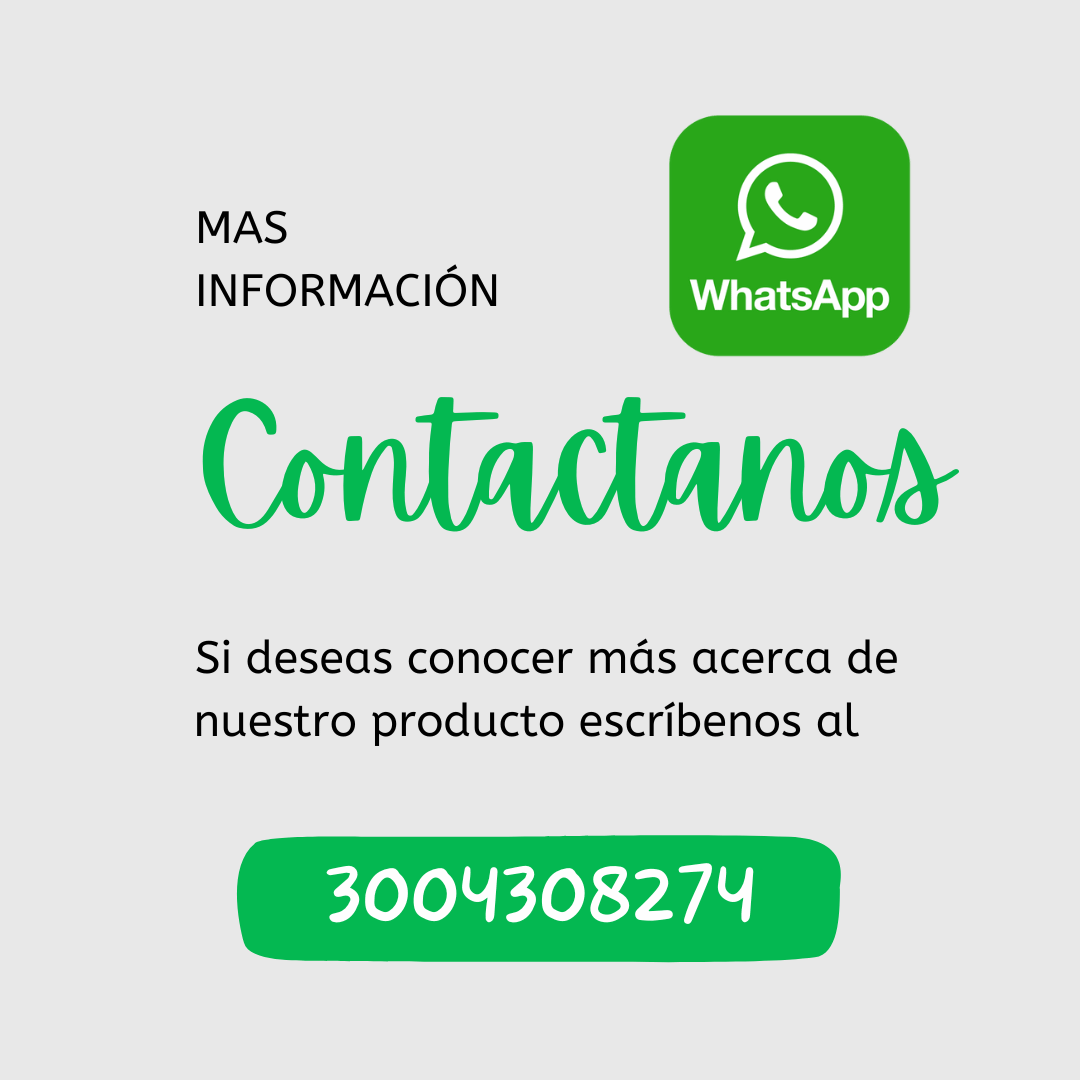 MAS
INFORMACIÓN
WhatsApp
Contactanos
Si deseas conocer más acerca de
nuestro producto escríbenos al
3004308274